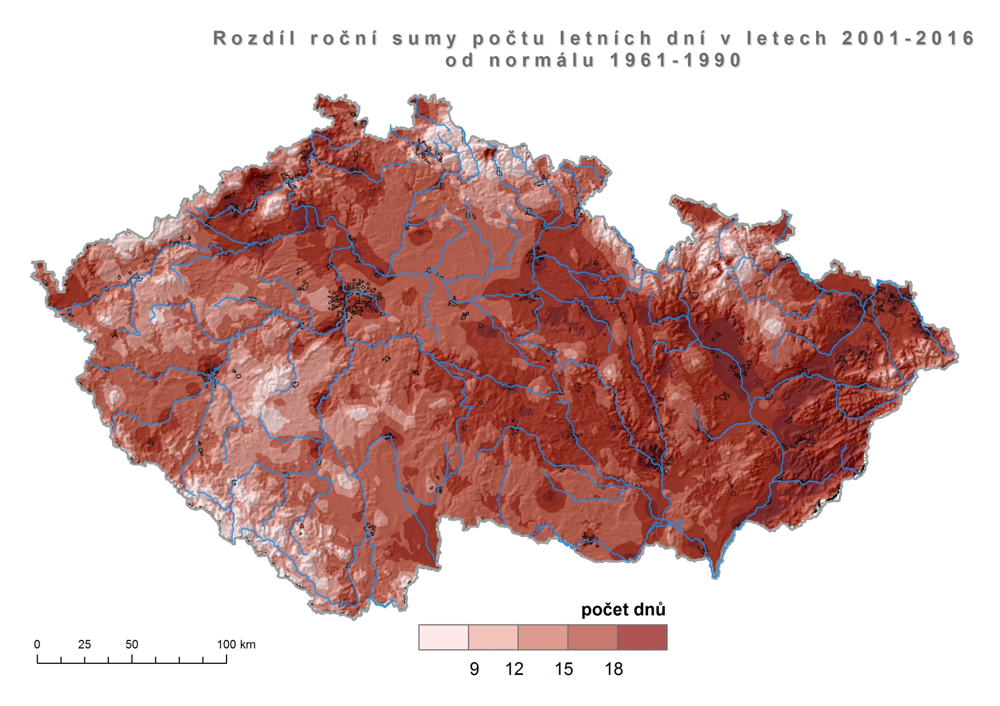 Rozdíl roční sumy počtu letních dní v letech 2001-2016
od normálu 1961-1990
počet dnů
9 12 15 18
0 25 50 100 km